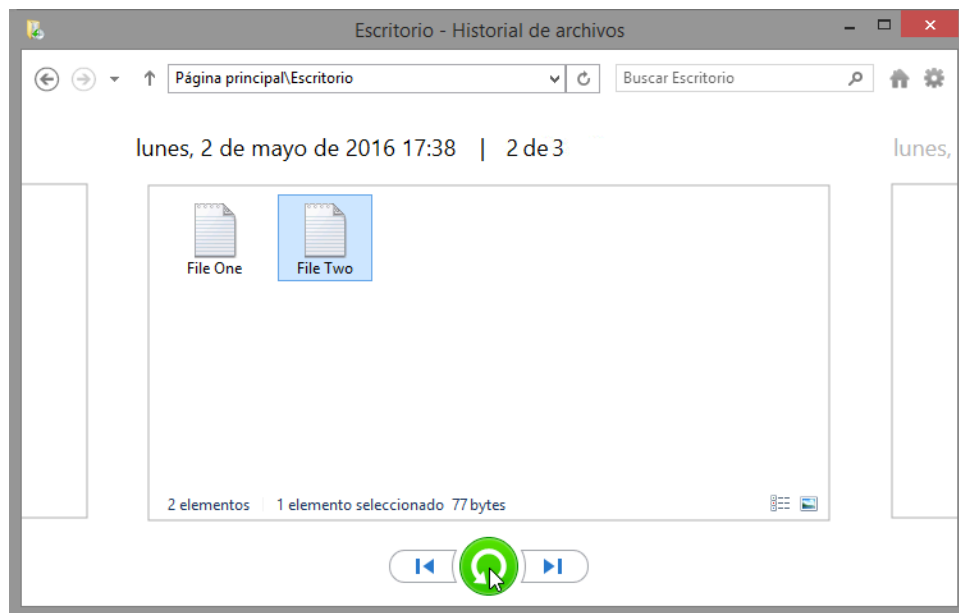 Escritorio - Historial de archivos
Página principal\Escritorio
Buscar Escritorio
lunes, 2 de mayo de 2016 17:38 | 2 de 3
lunes,
File One
File Two
2 elementos 1 elemento seleccionado 77 bytes